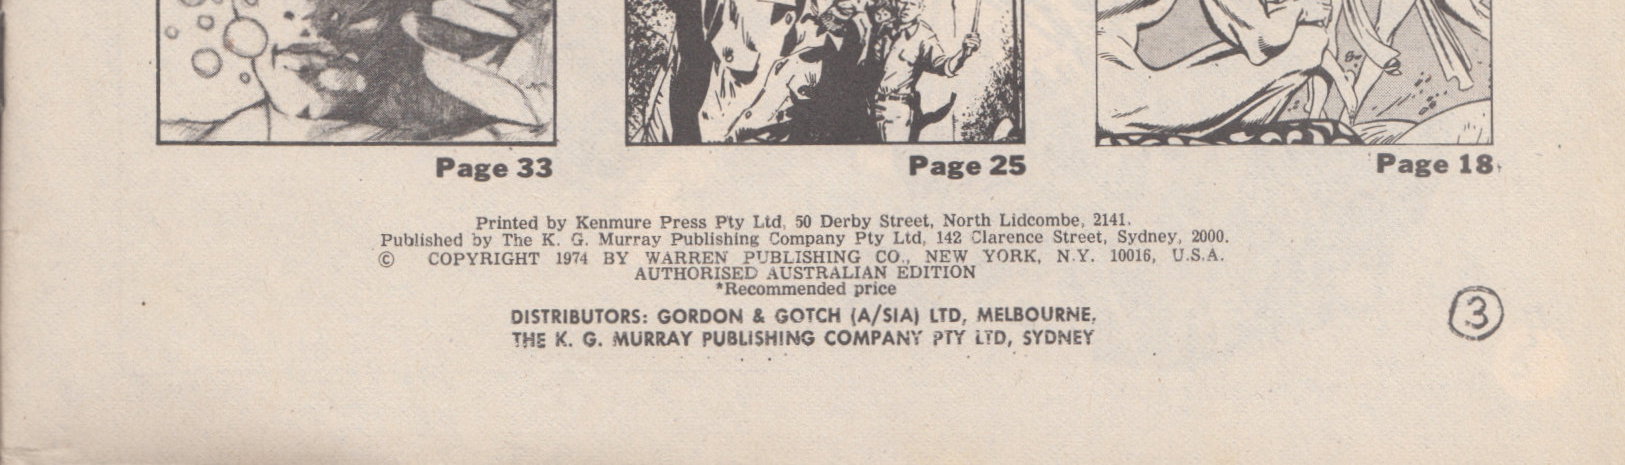 Page 33
Page 25
Page 18
Printed by Kenmure Press Pty Ltd, 50 Derby Street, North Lidcombe, 2141.
Published by The K. G. Murray Publishing Company Pty Ltd, 142 Clarence Street, Sydney, 2000.
© COPYRIGHT 1974 BY WARREN PUBLISHING CO., NEW YORK, N.Y. 10016, U.S.A.
AUTHORISED AUSTRALIAN EDITION
*Recommended price
DISTRIBUTORS: GORDON & GOTCH (A/SIA) LTD, MELBOURNE,
THE K. G. MURRAY PUBLISHING COMPANY PTY LTD, SYDNEY
3